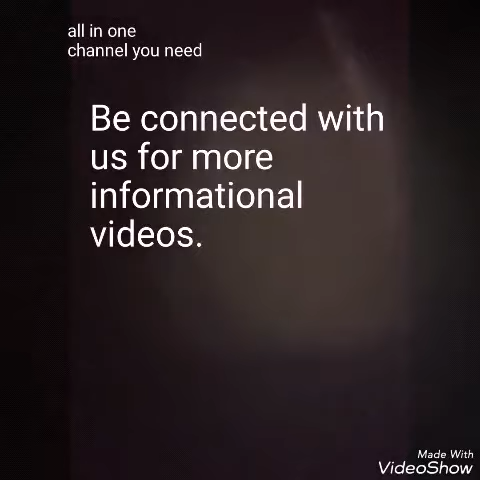 all in one
channel you need
Be connected with
us for more
informational
videos.
Made With
VideoShow